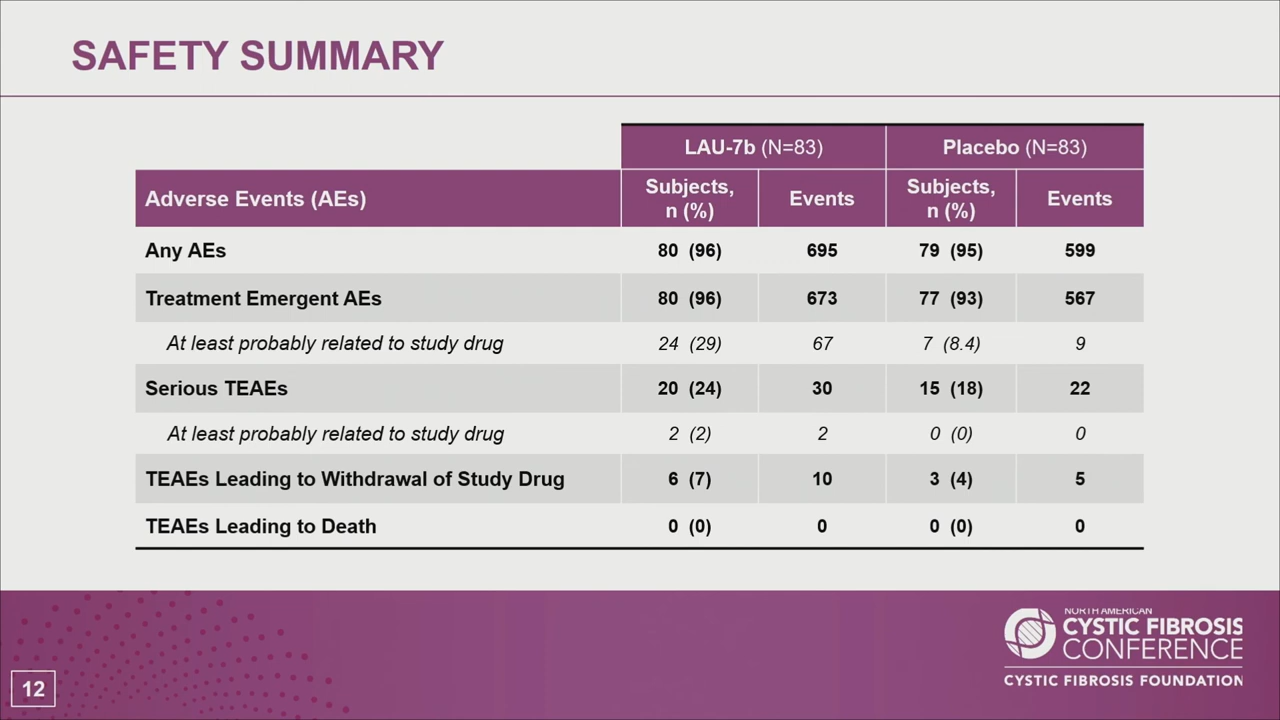 SAFETY SUMMARY
LAU-7b (N=83) Placebo (N=83)
Adverse Events (AEs) Subjects, n (%) Events Subjects, n (%) Events
Any AEs 80 (96) 695 79 (95) 599
Treatment Emergent AEs 80 (96) 673 77 (93) 567
At least probably related to study drug 24 (29) 67 7 (8.4) 9
Serious TEAEs 20 (24) 30 15 (18) 22
At least probably related to study drug 2 (2) 2 0 (0) 0
TEAEs Leading to Withdrawal of Study Drug 6 (7) 10 3 (4) 5
TEAEs Leading to Death 0 (0) 0 0 (0) 0
NORTH AMERICAN
CYSTIC FIBROSIS
CONFERENCE
CYSTIC FIBROSIS FOUNDATION
12